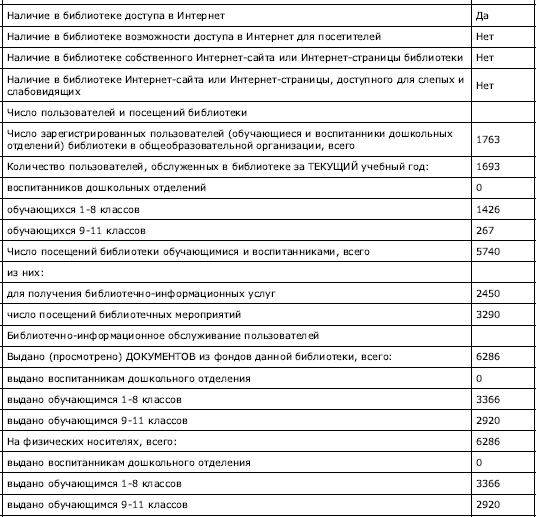 Наличие в библиотеке доступа в Интернет Да
Наличие в библиотеке возможности доступа в Интернет для посетителей Нет
Наличие в библиотеке собственного Интернет-сайта или Интернет-страницы библиотеки Нет
Наличие в библиотеке Интернет-сайта или Интернет-страницы, доступного для слепых и
слабовидящих Нет
Число пользователей и посещений библиотеки
Число зарегистрированных пользователей (обучающиеся и воспитанники дошкольных
отделений) библиотеки в общеобразовательной организации, всего 1763
Количество пользователей, обслуженных в библиотеке за ТЕКУЩИЙ учебный год: 1693
воспитанников дошкольных отделений 0
обучающихся 1-8 классов 1426
обучающихся 9-11 классов 267
Число посещений библиотеки обучающимися и воспитанниками, всего 5740
из них:
для получения библиотечно-информационных услуг 2450
число посещений библиотечных мероприятий 3290
Библиотечно-информационное обслуживание пользователей
Выдано (просмотрено) ДОКУМЕНТОВ из фондов данной библиотеки, всего: 6286
выдано воспитанникам дошкольного отделения 0
выдано обучающимся 1-8 классов 3366
выдано обучающимся 9-11 классов 2920
На физических носителях, всего: 6286
выдано воспитанникам дошкольного отделения 0
выдано обучающимся 1-8 классов 3366
выдано обучающимся 9-11 классов 2920